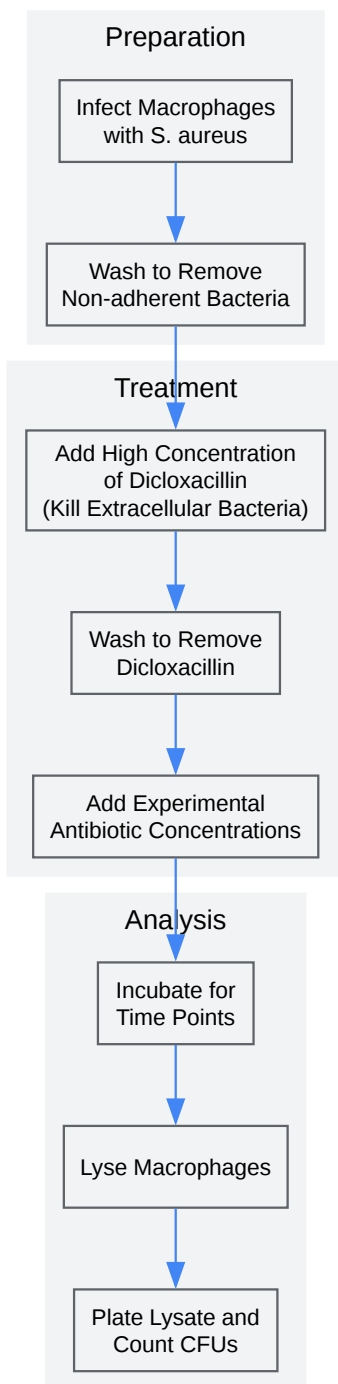 Preparation
Infect Macrophages
with S. aureus
Wash to Remove
Non-adherent Bacteria
Treatment
Add High Concentration
of Dicloxacillin
(Kill Extracellular Bacteria)
Wash to Remove
Dicloxacillin
Add Experimental
Antibiotic Concentrations
Analysis
Incubate for
Time Points
Lyse Macrophages
Plate Lysate and
Count CFUs